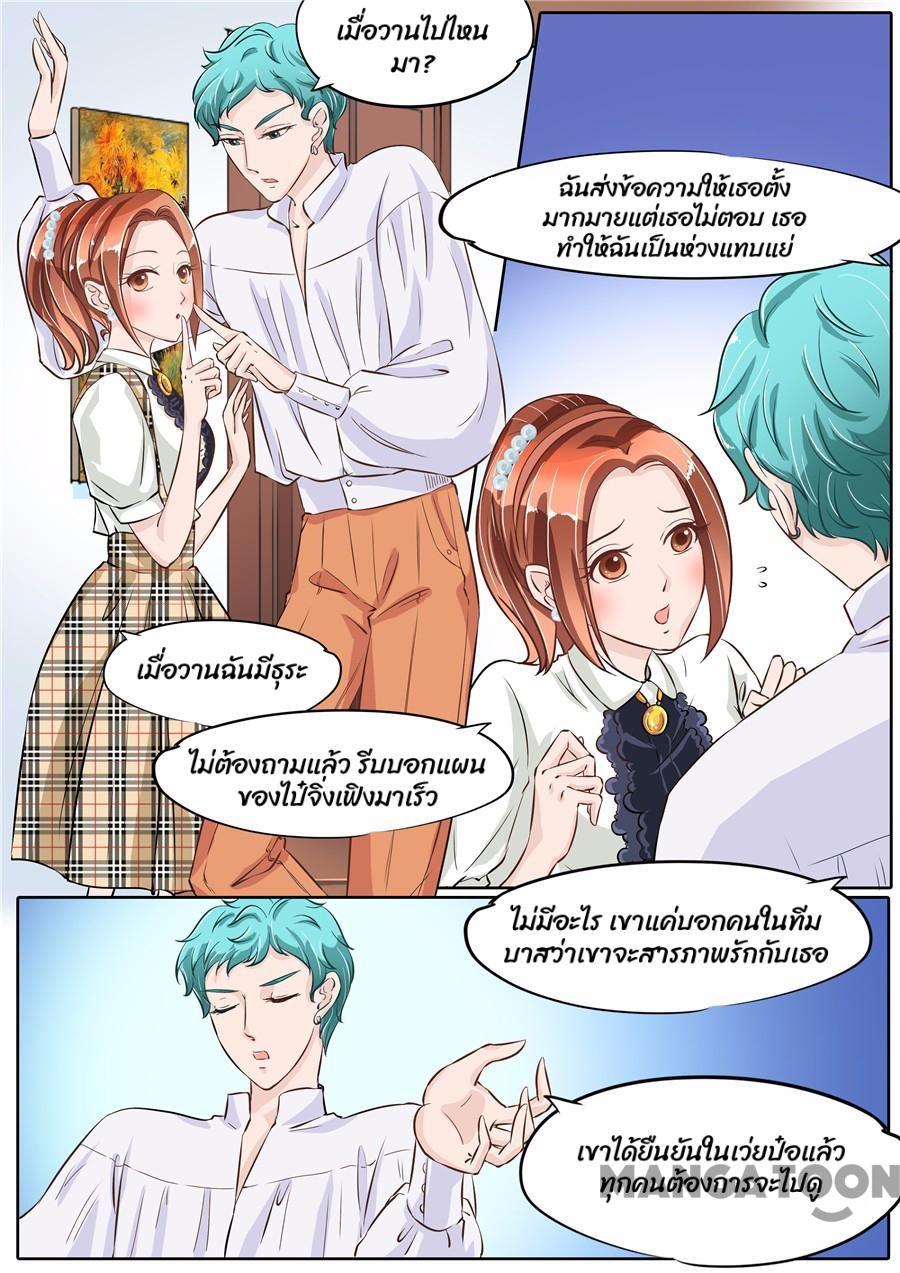 เมื่อวานไปไหน
มา?
ฉันส่งข้อความให้เธอตั้ง
มากมายแต่เธอไม่ตอบ เธอ
ทำให้ฉันเป็นห่วงแทบแย่
เมื่อวานฉันมีธุระ
ไม่ต้องถามแล้ว รีบบอกแผน
ของไป๋จิ่งเฟิงมาเร็ว
ไม่มีอะไร เขาแค่บอกคนในทีม
บาสว่าเขาจะสารภาพรักกับเธอ
เขาได้ยืนยันในเว่ยป๋อแล้ว
ทุกคนต้องการจะไปดู
MANGATOON